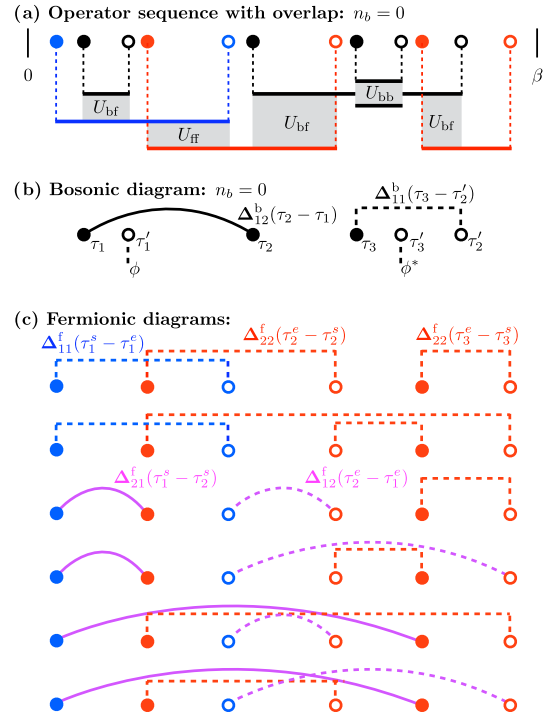 (a) Operator sequence with overlap: n_b = 0
0
β
U_bf
U_ff
U_bf
U_bb
U_bf
(b) Bosonic diagram: n_b = 0
Δ^b_12(τ_2 − τ_1)
Δ^b_11(τ_3 − τ′_2)
τ_1 τ′_1 τ_2 τ_3 τ′_3 τ′_2
ϕ ϕ*
(c) Fermionic diagrams:
Δ^f_11(τ^s_1 − τ^e_1) Δ^f_22(τ^e_2 − τ^s_2) Δ^f_22(τ^e_3 − τ^s_3)
Δ^f_21(τ^s_1 − τ^s_2) Δ^f_12(τ^e_2 − τ^e_1)